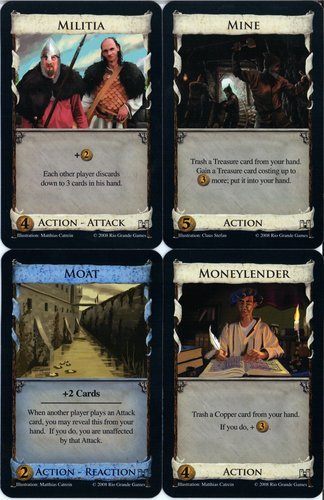 MILITIA
+2
Each other player discards
down to 3 cards in his hand.
4 ACTION - ATTACK
Illustration: Matthias Catrein © 2008 Rio Grande Games
MINE
Trash a Treasure card from your hand.
Gain a Treasure card costing up to
3 more; put it into your hand.
5 ACTION
Illustration: Claus Stefan © 2008 Rio Grande Games
MOAT
+2 Cards
When another player plays an Attack
card, you may reveal this from your
hand. If you do, you are unaffected
by that Attack.
2 ACTION - REACTION
Illustration: Matthias Catrein © 2008 Rio Grande Games
MONEYLENDER
Trash a Copper card from your hand.
If you do, + 3
4 ACTION
Illustration: Matthias Catrein © 2008 Rio Grande Games